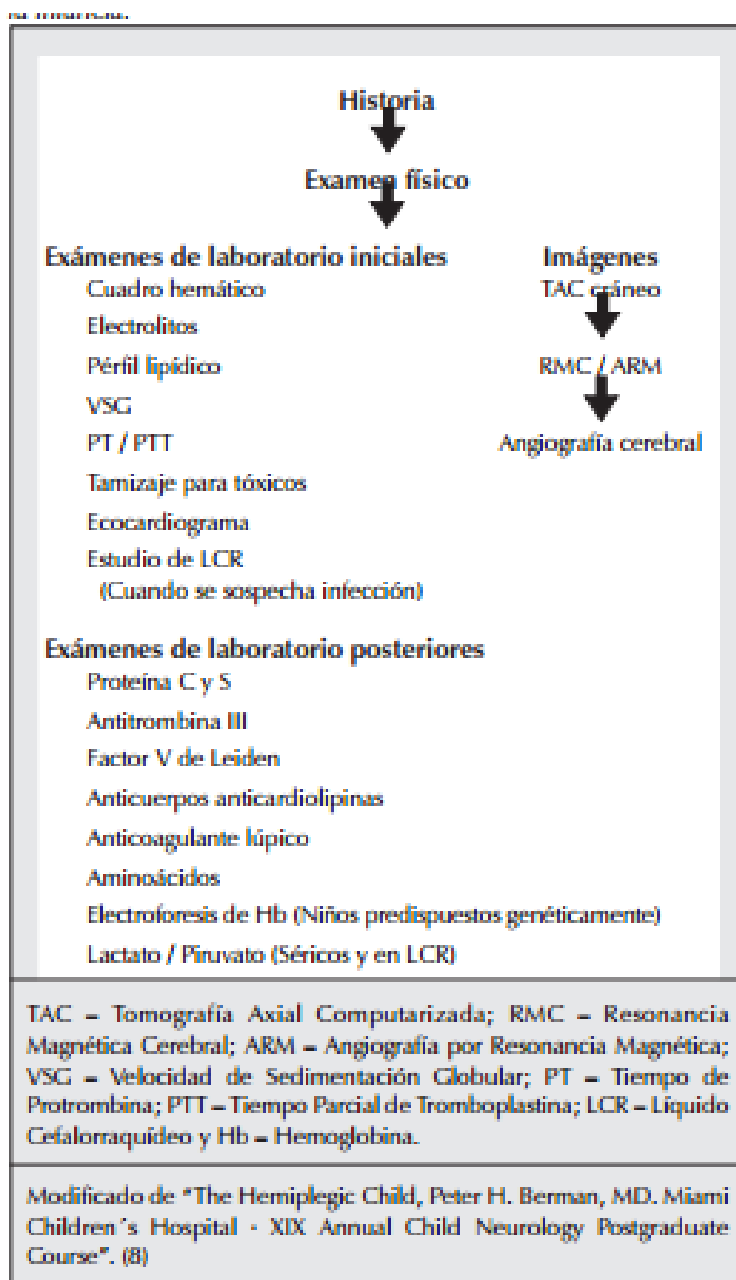 Historia
Examen físico
Exámenes de laboratorio iniciales
Cuadro hemático
Electrolitos
Pérfil lipídico
VSG
PT / PTT
Tamizaje para tóxicos
Ecocardiograma
Estudio de LCR
(Cuando se sospecha infección)
Imágenes
TAC cráneo
RMC / ARM
Angiografía cerebral
Exámenes de laboratorio posteriores
Proteína C y S
Antitrombina III
Factor V de Leiden
Anticuerpos anticardiolipinas
Anticoagulante lúpico
Aminoácidos
Electroforesis de Hb (Niños predispuestos genéticamente)
Lactato / Piruvato (Séricos y en LCR)
TAC – Tomografía Axial Computarizada; RMC – Resonancia
Magnética Cerebral; ARM – Angiografía por Resonancia Magnética;
VSG – Velocidad de Sedimentación Globular; PT – Tiempo de
Protrombina; PTT – Tiempo Parcial de Tromboplastina; LCR – Líquido
Cefalorraquídeo y Hb – Hemoglobina.
Modificado de "The Hemiplegic Child, Peter H. Berman, MD. Miami
Children´s Hospital - XIX Annual Child Neurology Postgraduate
Course". (8)